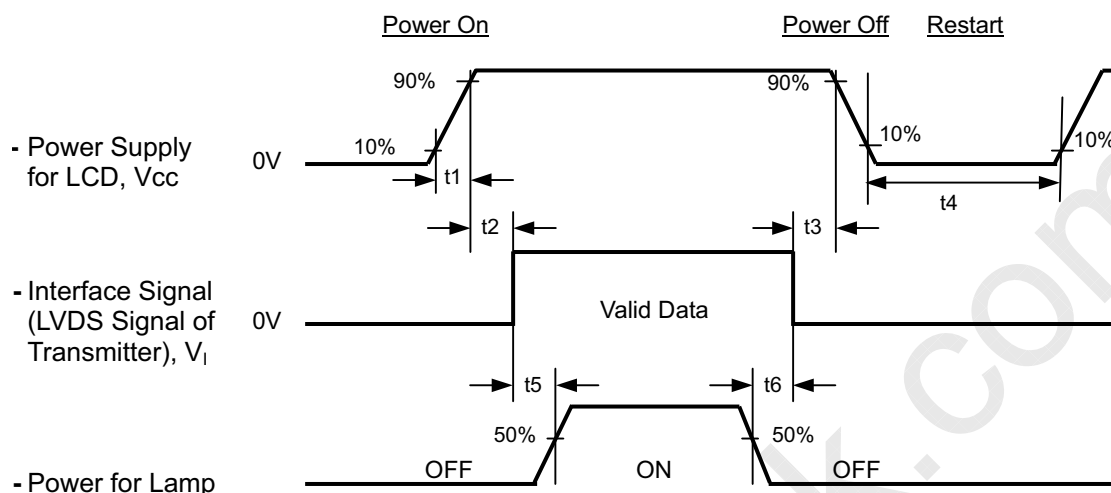 Power On
Power Off Restart
90%
90%
- Power Supply
for LCD, Vcc
0V
10%
10%
10%
t1
t4
t2
t3
- Interface Signal
(LVDS Signal of
Transmitter), VI
0V
Valid Data
t5
t6
50%
50%
- Power for Lamp
OFF
ON
OFF
k.com